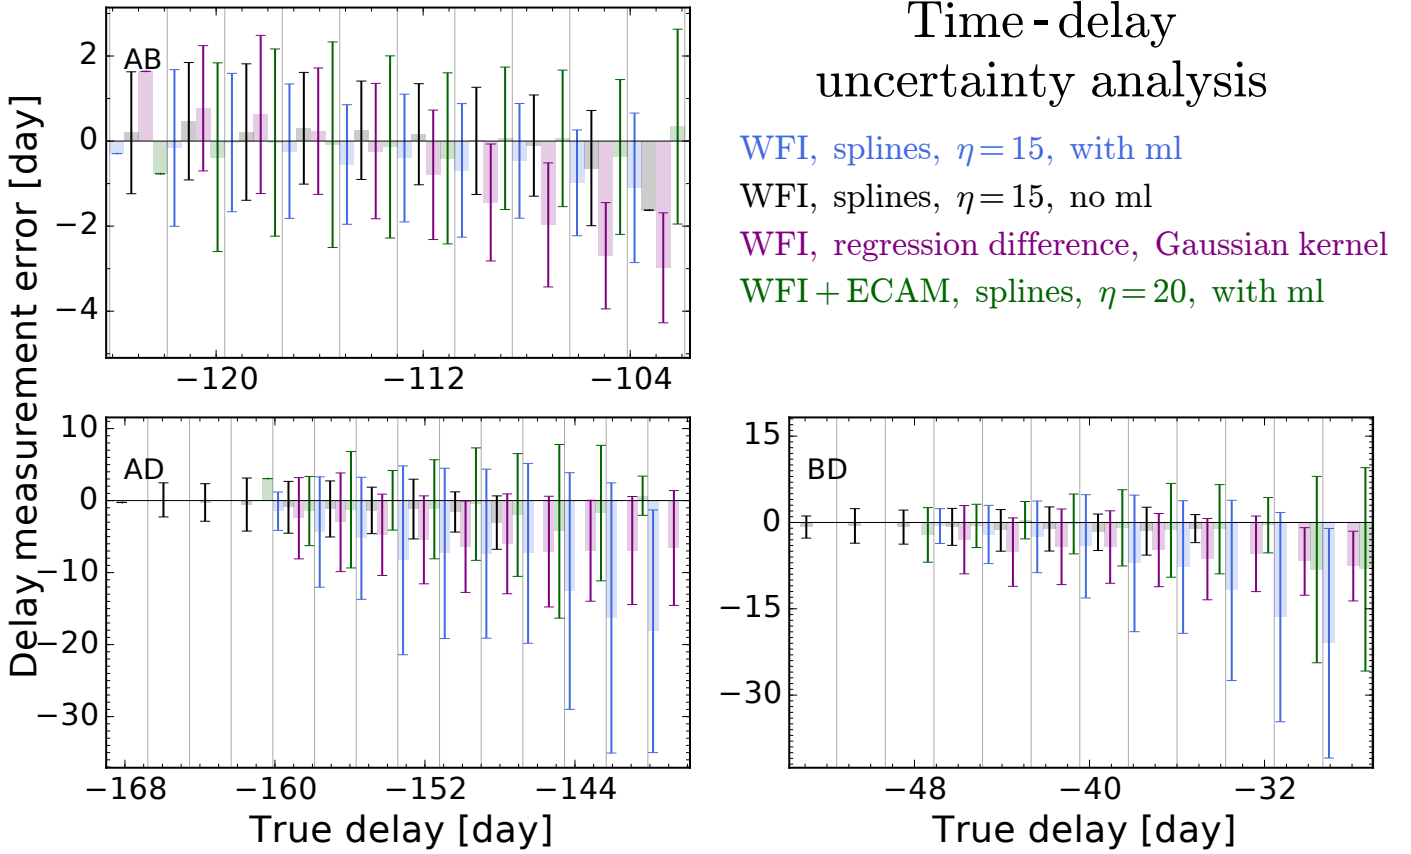 Time-delay
uncertainty analysis
WFI, splines, η=15, with ml
WFI, splines, η=15, no ml
WFI, regression difference, Gaussian kernel
WFI+ECAM, splines, η=20, with ml
Delay measurement error [day]
AB
2
0
−2
−4
−120 −112 −104
AD
10
0
−10
−20
−30
−168 −160 −152 −144
True delay [day]
BD
15
0
−15
−30
−48 −40 −32
True delay [day]